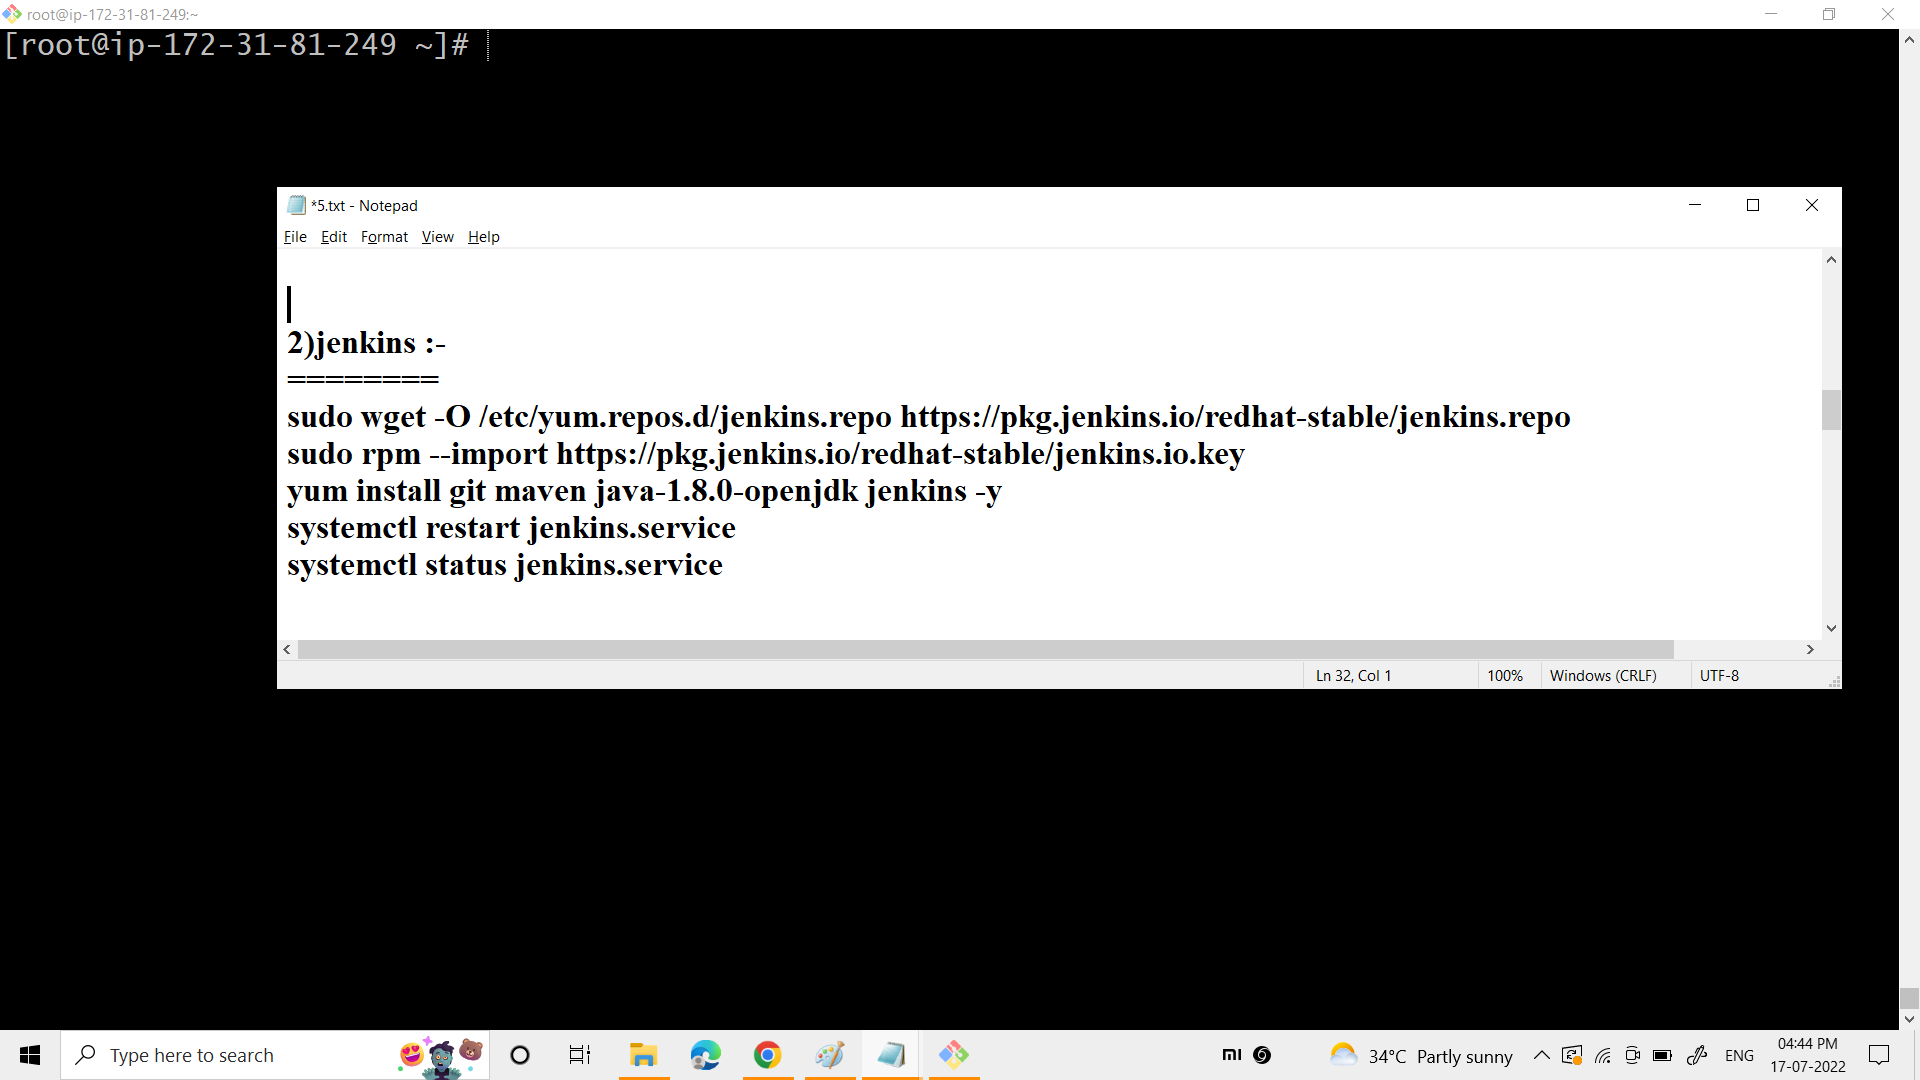 root@ip-172-31-81-249:~
[root@ip-172-31-81-249 ~]#
*5.txt - Notepad
File Edit Format View Help
2)jenkins :-
========
sudo wget -O /etc/yum.repos.d/jenkins.repo https://pkg.jenkins.io/redhat-stable/jenkins.repo
sudo rpm --import https://pkg.jenkins.io/redhat-stable/jenkins.io.key
yum install git maven java-1.8.0-openjdk jenkins -y
systemctl restart jenkins.service
systemctl status jenkins.service
Ln 32, Col 1 100% Windows (CRLF) UTF-8
Type here to search
mi 34°C Partly sunny ENG 04:44 PM
17-07-2022